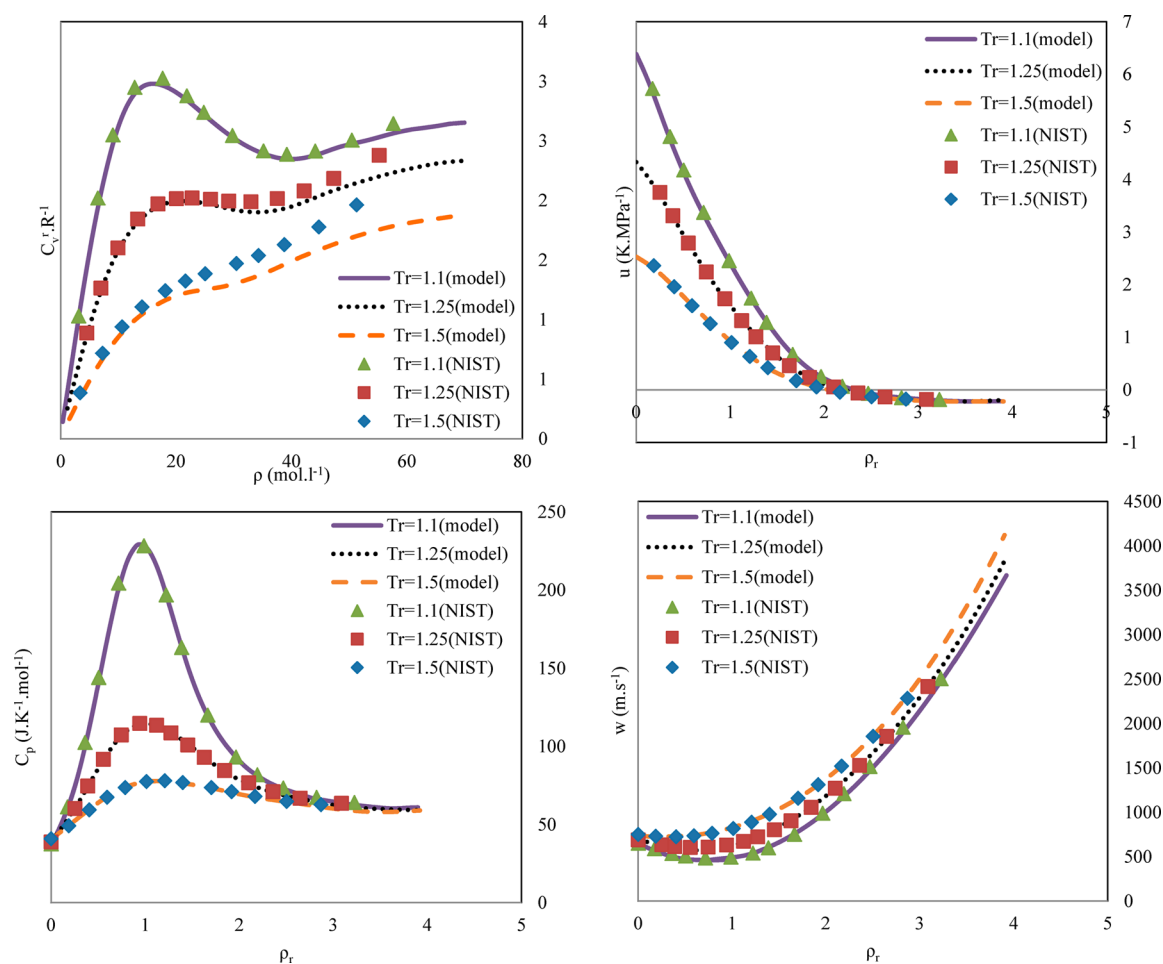 4
3
3
2
2
1
1
0
C_v^r.R^-1
Tr=1.1(model)
Tr=1.25(model)
Tr=1.5(model)
Tr=1.1(NIST)
Tr=1.25(NIST)
Tr=1.5(NIST)
0 20 40 60 80
ρ (mol.l^-1)
7
6
5
4
3
2
1
0
-1
u (K.MPa^-1)
Tr=1.1(model)
Tr=1.25(model)
Tr=1.5(model)
Tr=1.1(NIST)
Tr=1.25(NIST)
Tr=1.5(NIST)
0 1 2 3 4 5
ρ_r
250
200
150
100
50
0
C_p (J.K^-1.mol^-1)
Tr=1.1(model)
Tr=1.25(model)
Tr=1.5(model)
Tr=1.1(NIST)
Tr=1.25(NIST)
Tr=1.5(NIST)
0 1 2 3 4 5
ρ_r
4500
4000
3500
3000
2500
2000
1500
1000
500
0
w (m.s^-1)
Tr=1.1(model)
Tr=1.25(model)
Tr=1.5(model)
Tr=1.1(NIST)
Tr=1.25(NIST)
Tr=1.5(NIST)
0 1 2 3 4 5
ρ_r